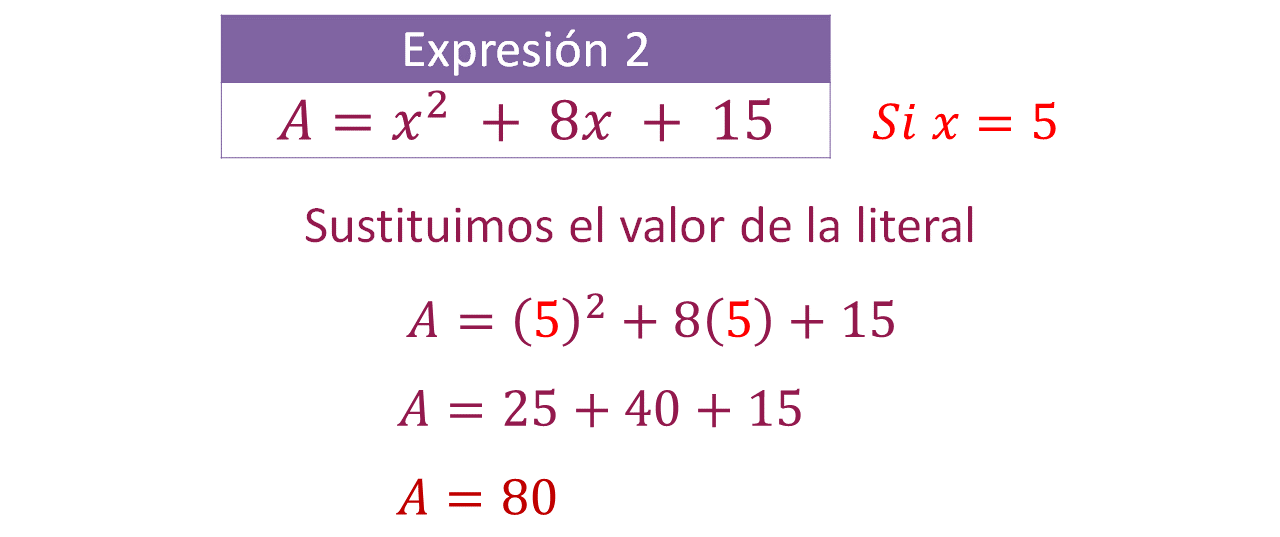 Expresión 2
A = x² + 8x + 15
Si x = 5
Sustituimos el valor de la literal
A = (5)² + 8(5) + 15
A = 25 + 40 + 15
A = 80